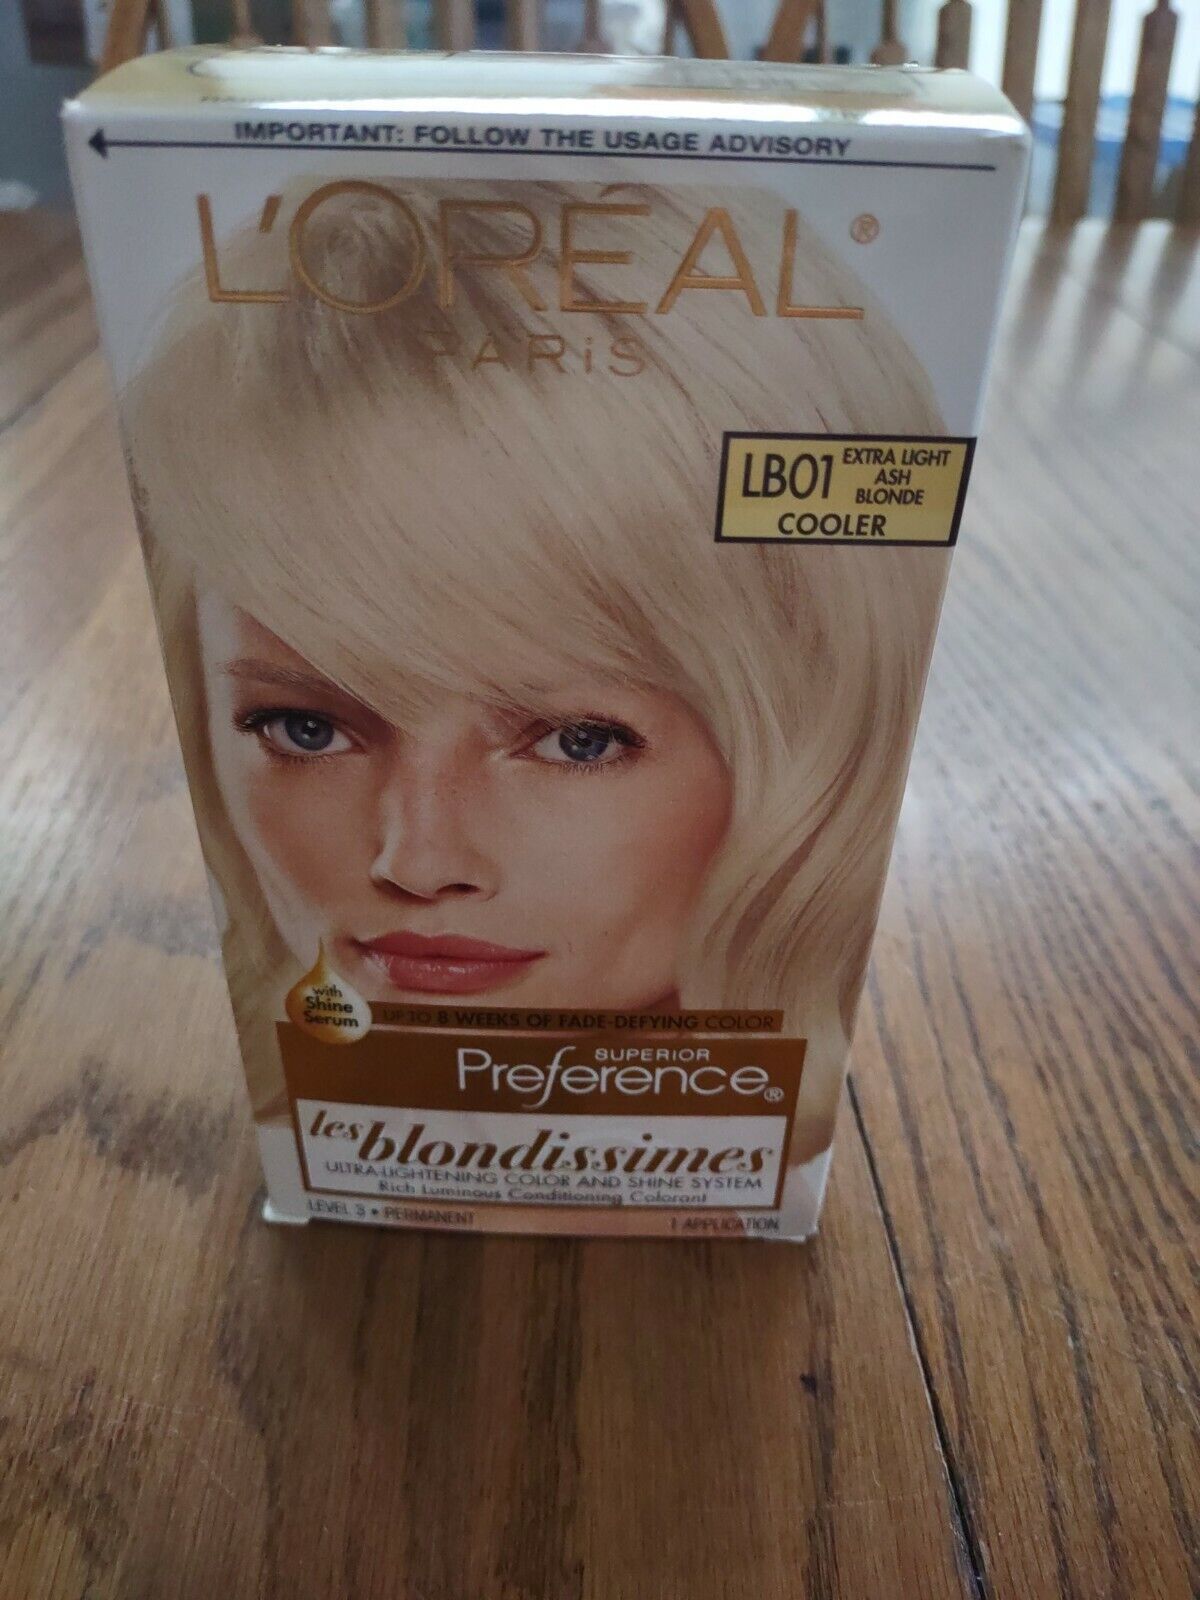 IMPORTANT: FOLLOW THE USAGE ADVISORY
L'ORÉAL®
PARiS
LB01 EXTRA LIGHT
ASH
BLONDE
COOLER
with
Shine
Serum
UP TO 8 WEEKS OF FADE-DEFYING COLOR
SUPERIOR
Preference®
les blondissimes
ULTRA-LIGHTENING COLOR AND SHINE SYSTEM
Rich Luminous Conditioning Colorant
LEVEL 3 • PERMANENT 1 APPLICATION